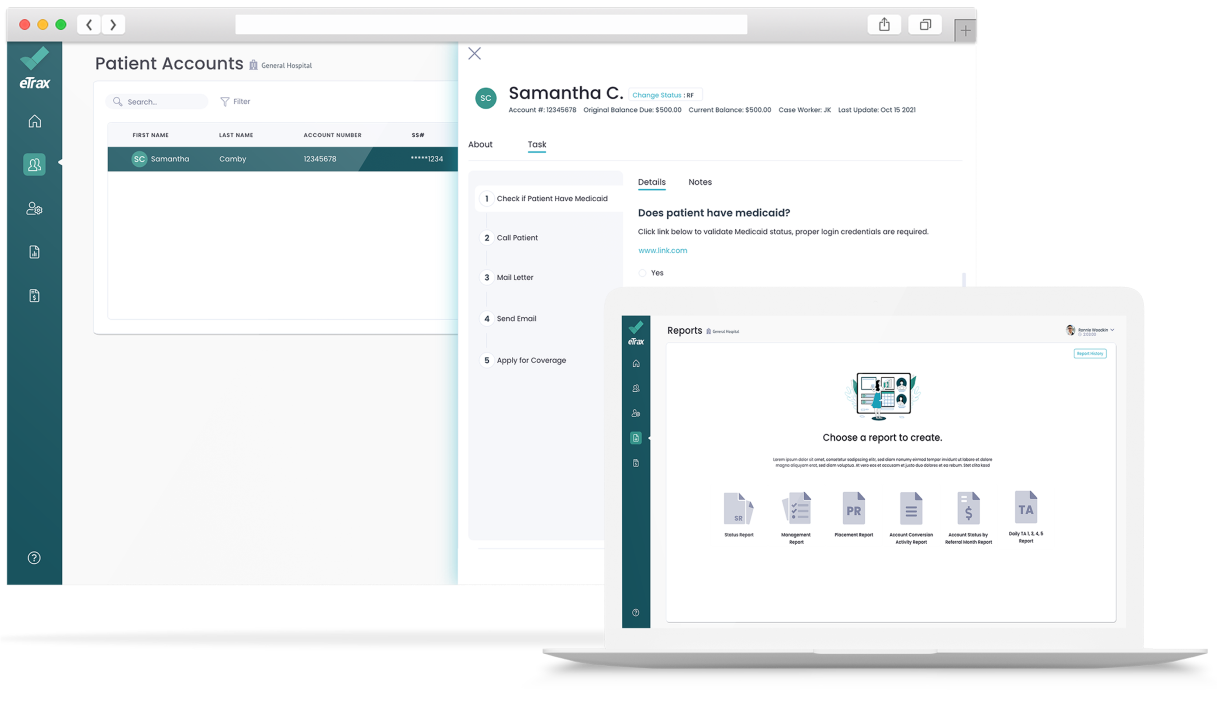 eTrax
Patient Accounts
General Hospital
Search...
Filter
FIRST NAME LAST NAME ACCOUNT NUMBER SS#
SC Samantha Comby 12345678 *****1234
SC
Samantha C.
Change Status : RF
Account #: 12345678 Original Balance Due: $500.00 Current Balance: $500.00 Case Worker: JK Last Update: Oct 15 2021
About Task
1 Check if Patient Have Medicaid
2 Call Patient
3 Mail Letter
4 Send Email
5 Apply for Coverage
Details Notes
Does patient have medicaid?
Click link below to validate Medicaid status, proper login credentials are required.
www.link.com
Yes
eTrax
Reports
General Hospital
Report History
Choose a report to create.
Lorem ipsum dolor sit amet, consetetur sadipscing elitr, sed diam nonumy eirmod tempor invidunt ut labore et dolore
magna aliquyam erat, sed diam voluptua. At vero eos et accusam et justo duo dolores et ea rebum. Stet clita kasd
SR
PR
$
TA
Status Report
Management
Report
Placement Report
Account Conversion
Activity Report
Account Status by
Referral Month Report
Daily TA 1, 3, 4, 5
Report